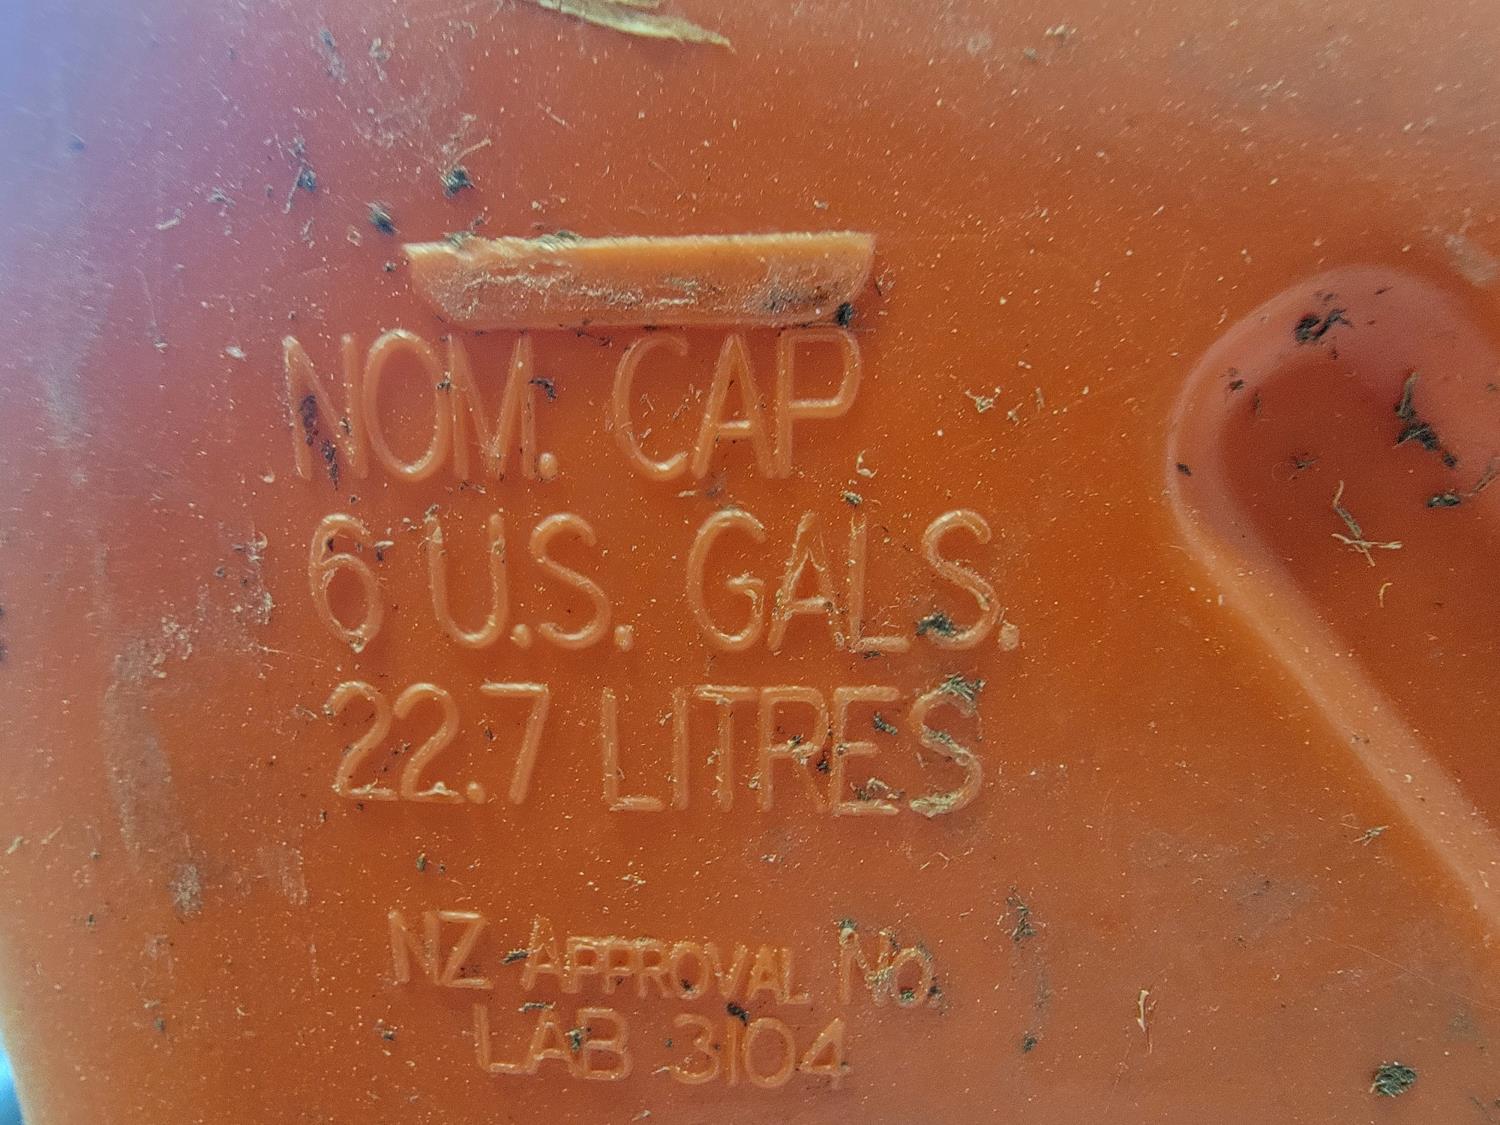 NOM. CAP
6 U.S. GALS.
22.7 LITRES
NZ APPROVAL NO.
LAB 3104